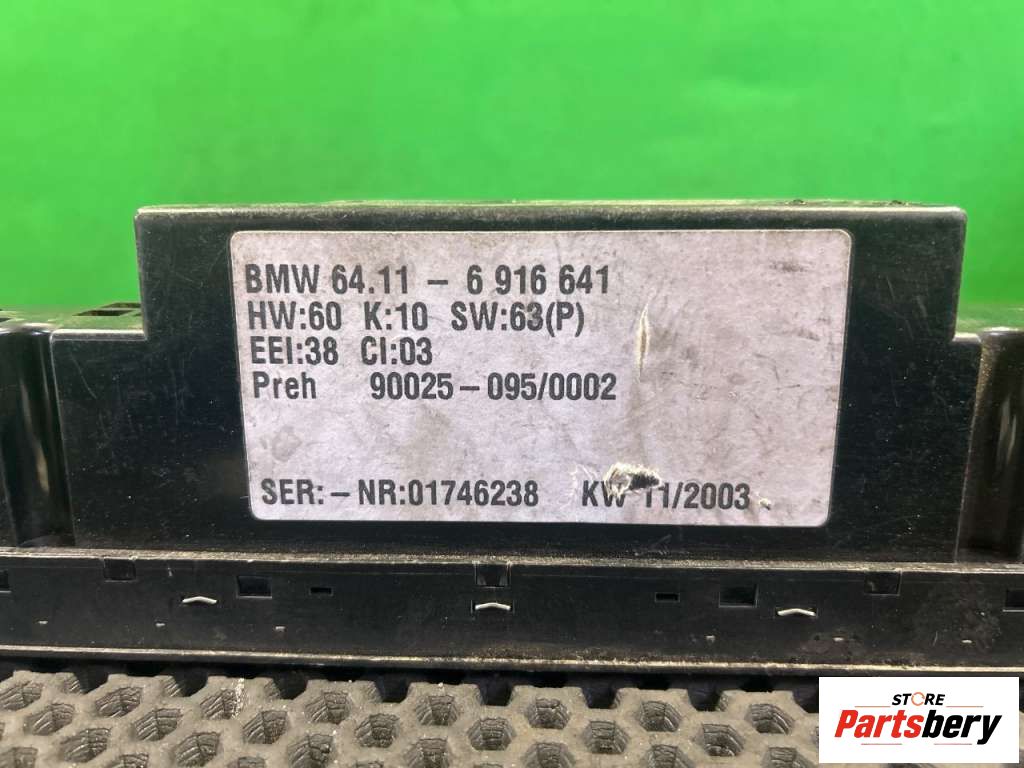 BMW 64.11 - 6 916 641
HW:60 K:10 SW:63(P)
EEI:38 CI:03
Preh 90025-095/0002
SER:-NR:01746238 KW 11/2003
STORE
Partsbery